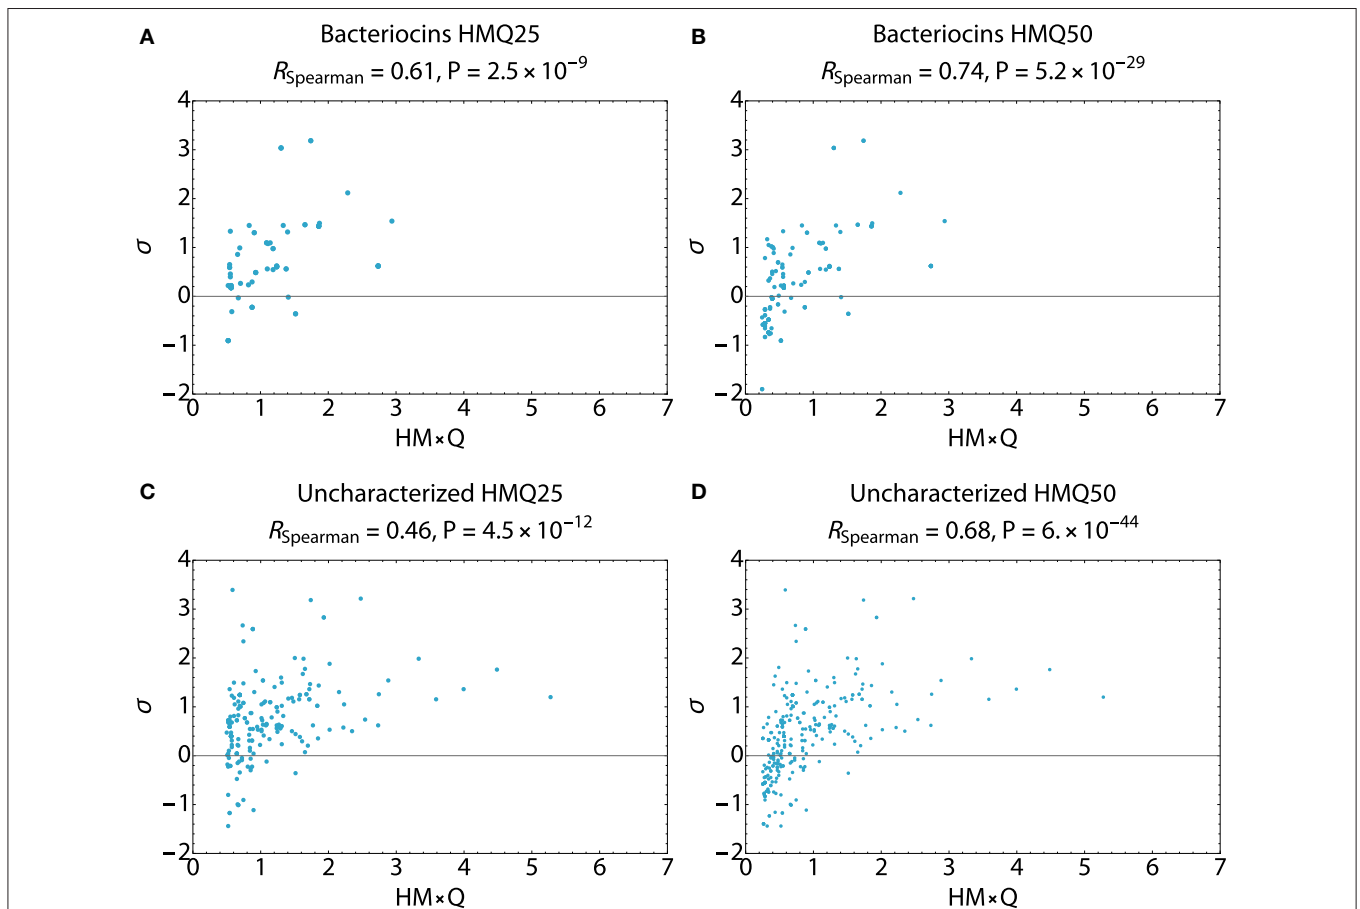 A
Bacteriocins HMQ25
R_Spearman = 0.61, P = 2.5 × 10^−9
4
3
2
1
0
−1
−2
σ
0 1 2 3 4 5 6 7
HM×Q
B
Bacteriocins HMQ50
R_Spearman = 0.74, P = 5.2 × 10^−29
4
3
2
1
0
−1
−2
σ
0 1 2 3 4 5 6 7
HM×Q
C
Uncharacterized HMQ25
R_Spearman = 0.46, P = 4.5 × 10^−12
4
3
2
1
0
−1
−2
σ
0 1 2 3 4 5 6 7
HM×Q
D
Uncharacterized HMQ50
R_Spearman = 0.68, P = 6. × 10^−44
4
3
2
1
0
−1
−2
σ
0 1 2 3 4 5 6 7
HM×Q